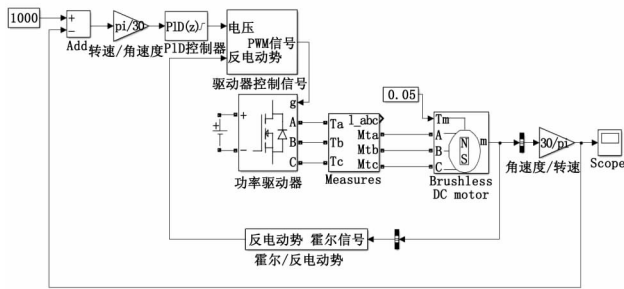 1000
+
−
Add
pi/30
转速/角速度
PID(z)
PID控制器
电压
PWM信号
反电动势
驱动器控制信号
g
+
−
A
B
C
功率驱动器
Ta
Tb
Tc
I_abc
Mta
Mtb
Mtc
Measures
0.05
Tm
A
B
C
N
S
m
Brushless
DC motor
30/pi
角速度/转速
Scope
反电动势 霍尔信号
霍尔/反电动势